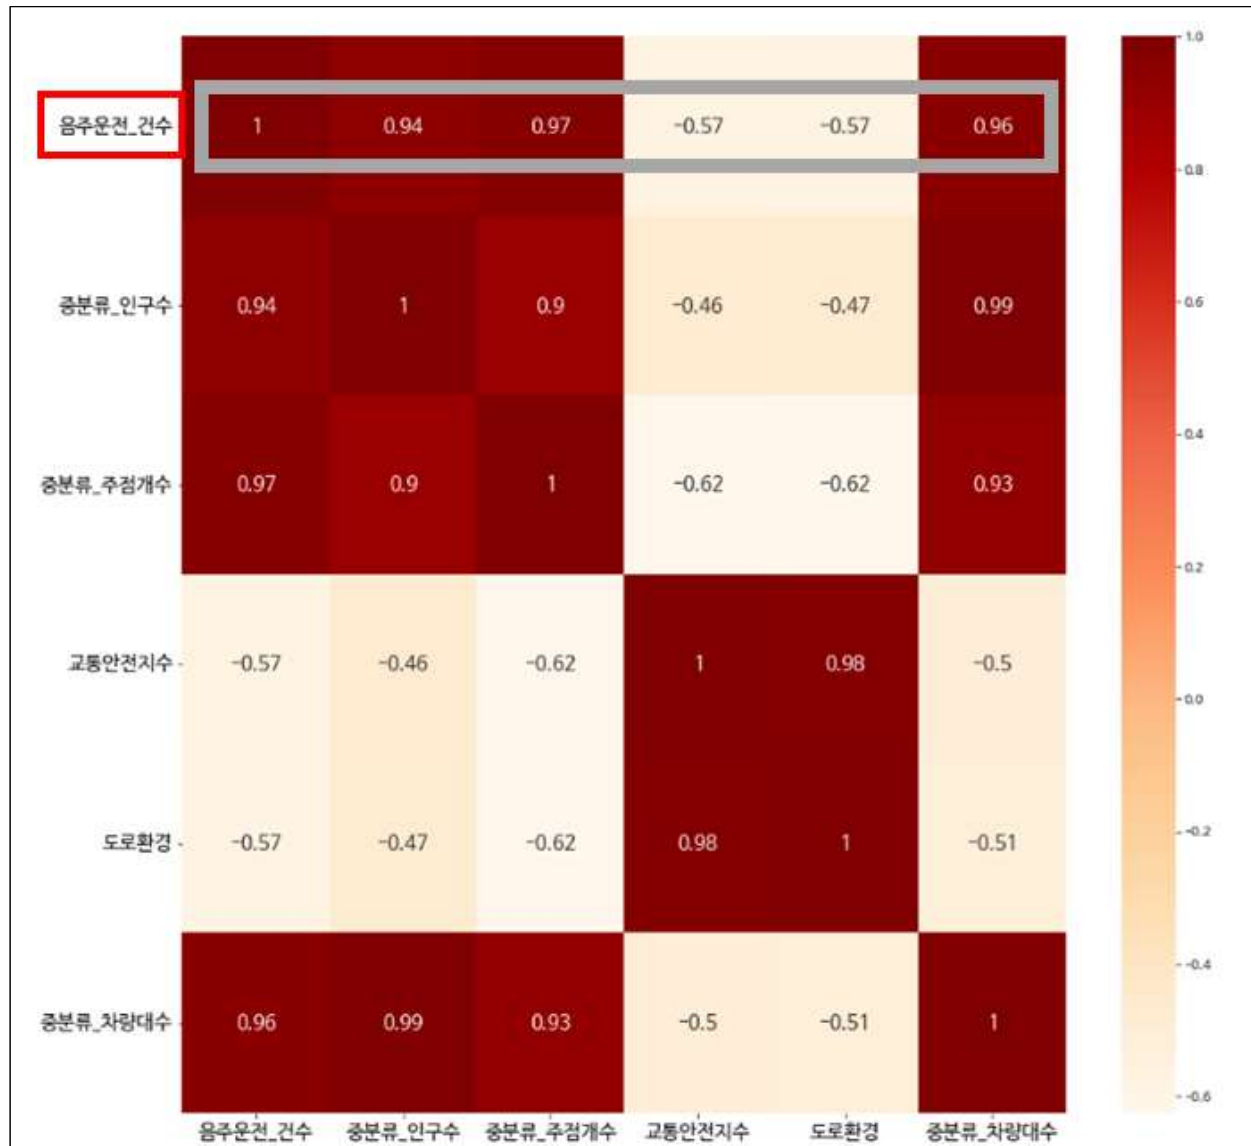 음주운전_건수 1 0.94 0.97 -0.57 -0.57 0.96
중분류_인구수 0.94 1 0.9 -0.46 -0.47 0.99
중분류_주점개수 0.97 0.9 1 -0.62 -0.62 0.93
교통안전지수 -0.57 -0.46 -0.62 1 0.98 -0.5
도로환경 -0.57 -0.47 -0.62 0.98 1 -0.51
중분류_차량대수 0.96 0.99 0.93 -0.5 -0.51 1
음주운전_건수 중분류_인구수 중분류_주점개수 교통안전지수 도로환경 중분류_차량대수
1.0
0.8
0.6
0.4
0.2
0.0
-0.2
-0.4
-0.6